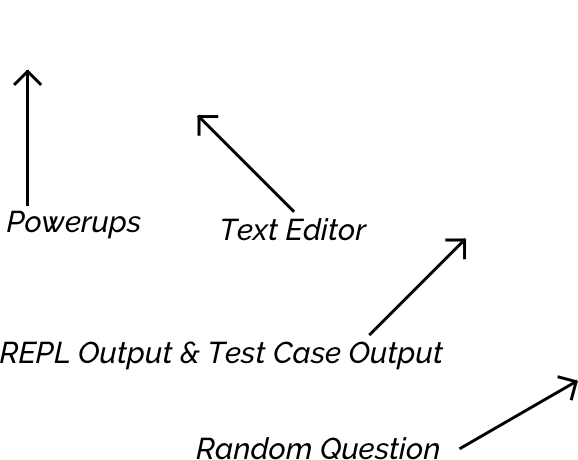 Powerups
Text Editor
REPL Output & Test Case Output
Random Question